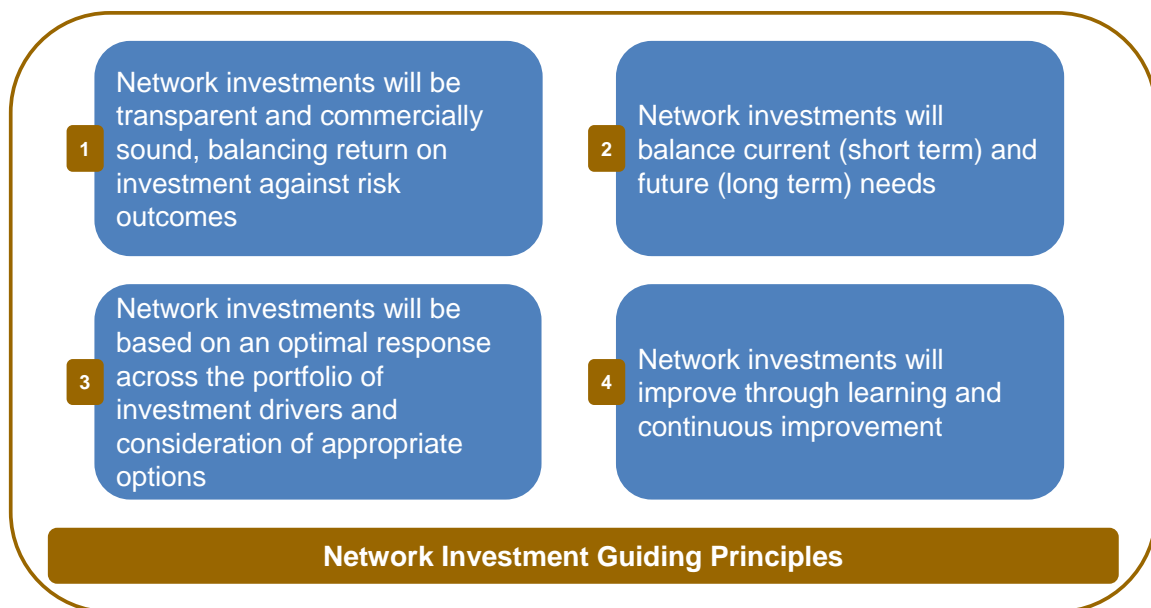 1
Network investments will be
transparent and commercially
sound, balancing return on
investment against risk
outcomes
2
Network investments will
balance current (short term) and
future (long term) needs
3
Network investments will be
based on an optimal response
across the portfolio of
investment drivers and
consideration of appropriate
options
4
Network investments will
improve through learning and
continuous improvement
Network Investment Guiding Principles